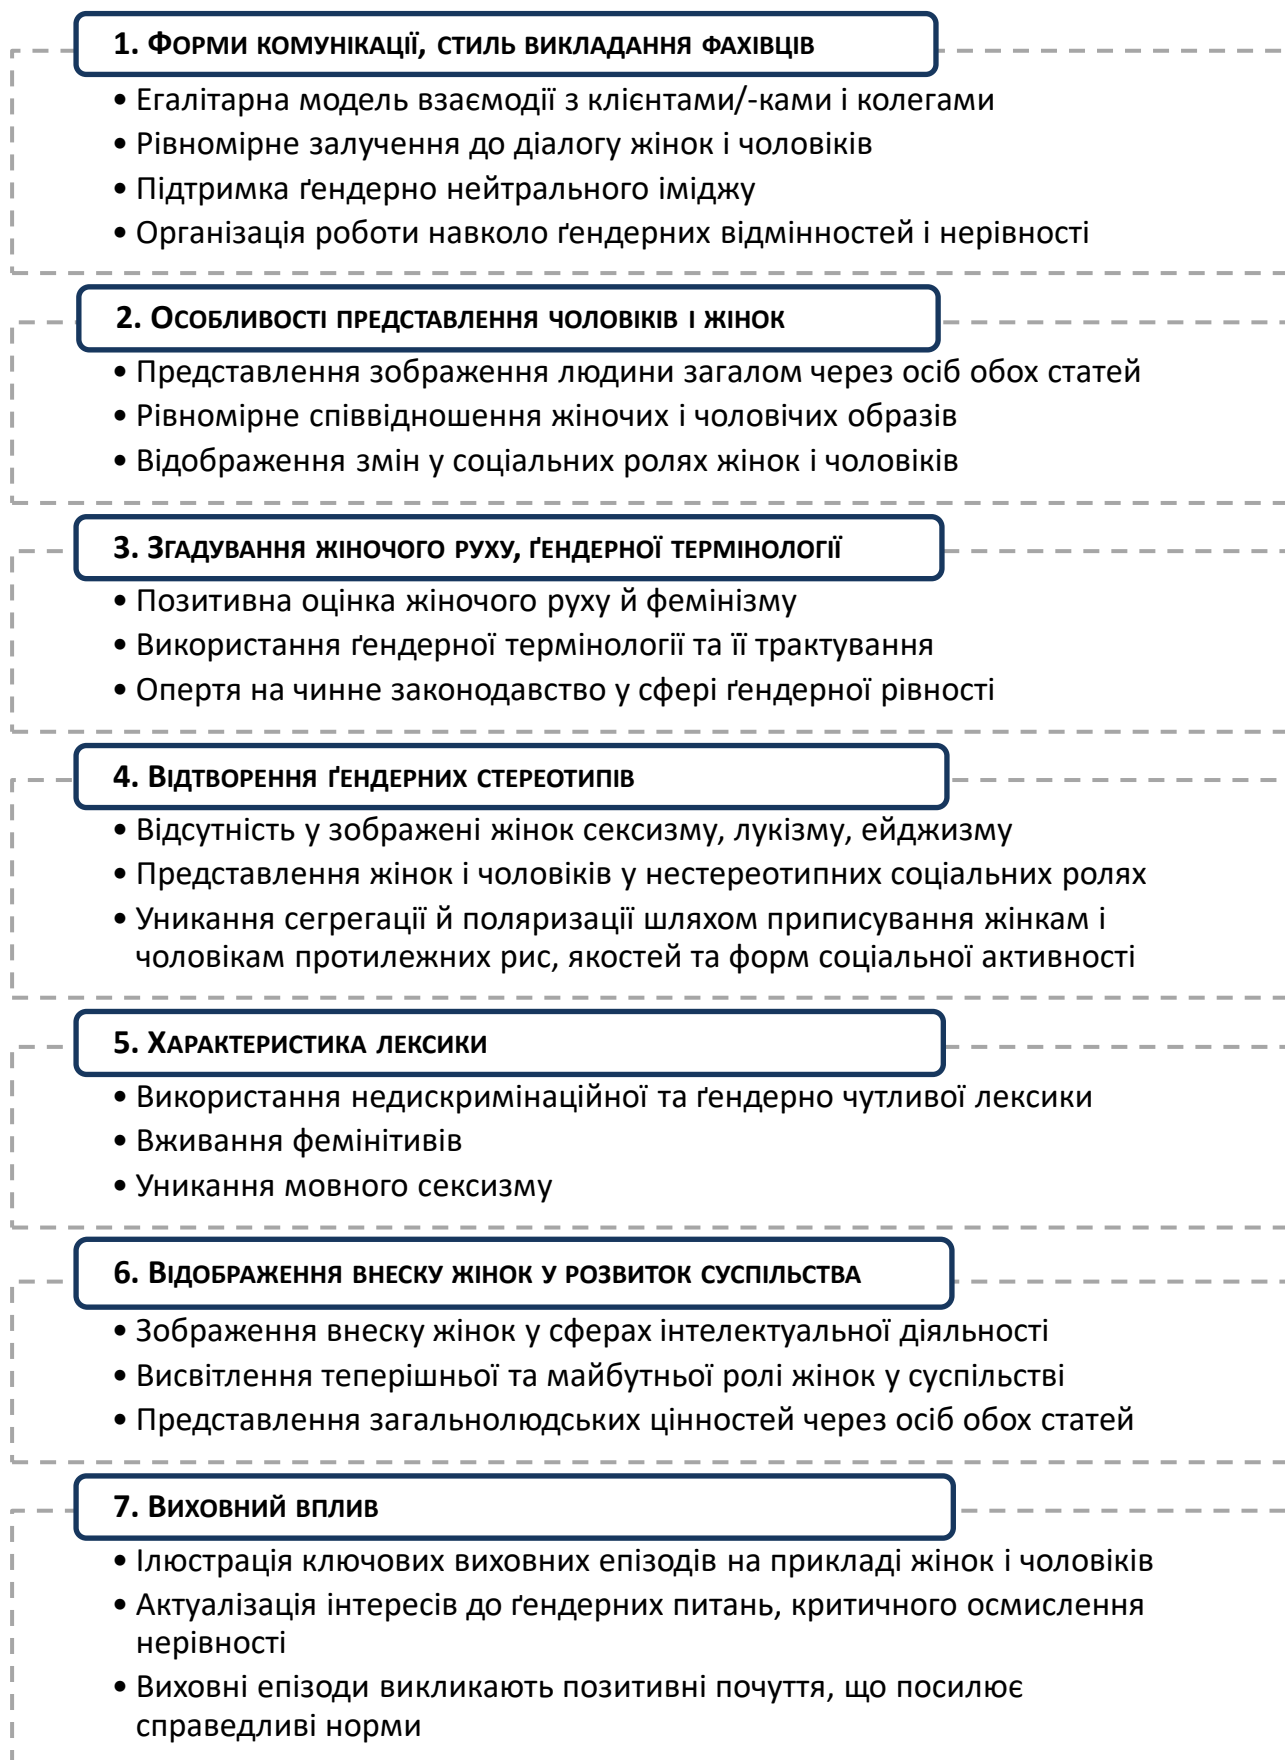 1. Форми комунікації, стиль викладання фахівців
• Егалітарна модель взаємодії з клієнтами/-ками і колегами
• Рівномірне залучення до діалогу жінок і чоловіків
• Підтримка ґендерно нейтрального іміджу
• Організація роботи навколо ґендерних відмінностей і нерівності
2. Особливості представлення чоловіків і жінок
• Представлення зображення людини загалом через осіб обох статей
• Рівномірне співвідношення жіночих і чоловічих образів
• Відображення змін у соціальних ролях жінок і чоловіків
3. Згадування жіночого руху, ґендерної термінології
• Позитивна оцінка жіночого руху й фемінізму
• Використання ґендерної термінології та її трактування
• Опертя на чинне законодавство у сфері ґендерної рівності
4. Відтворення ґендерних стереотипів
• Відсутність у зображені жінок сексизму, лукізму, ейджизму
• Представлення жінок і чоловіків у нестереотипних соціальних ролях
• Уникання сегрегації й поляризації шляхом приписування жінкам і
чоловікам протилежних рис, якостей та форм соціальної активності
5. Характеристика лексики
• Використання недискримінаційної та ґендерно чутливої лексики
• Вживання фемінітивів
• Уникання мовного сексизму
6. Відображення внеску жінок у розвиток суспільства
• Зображення внеску жінок у сферах інтелектуальної діяльності
• Висвітлення теперішньої та майбутньої ролі жінок у суспільстві
• Представлення загальнолюдських цінностей через осіб обох статей
7. Виховний вплив
• Ілюстрація ключових виховних епізодів на прикладі жінок і чоловіків
• Актуалізація інтересів до ґендерних питань, критичного осмислення
нерівності
• Виховні епізоди викликають позитивні почуття, що посилює
справедливі норми